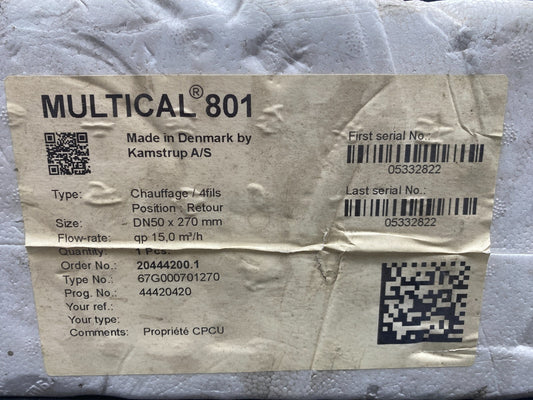 MULTICAL® 801
Made in Denmark by
Kamstrup A/S
First serial No.:
05332822
Last serial No.:
05332822
Type: Chauffage / 4fils
Position : Retour
Size: DN50 x 270 mm
Flow-rate: qp 15,0 m³/h
Quantity: 1 Pcs.
Order No.: 20444200.1
Type No.: 67G000701270
Prog. No.: 44420420
Your ref.:
Your type:
Comments: Propriété CPCU